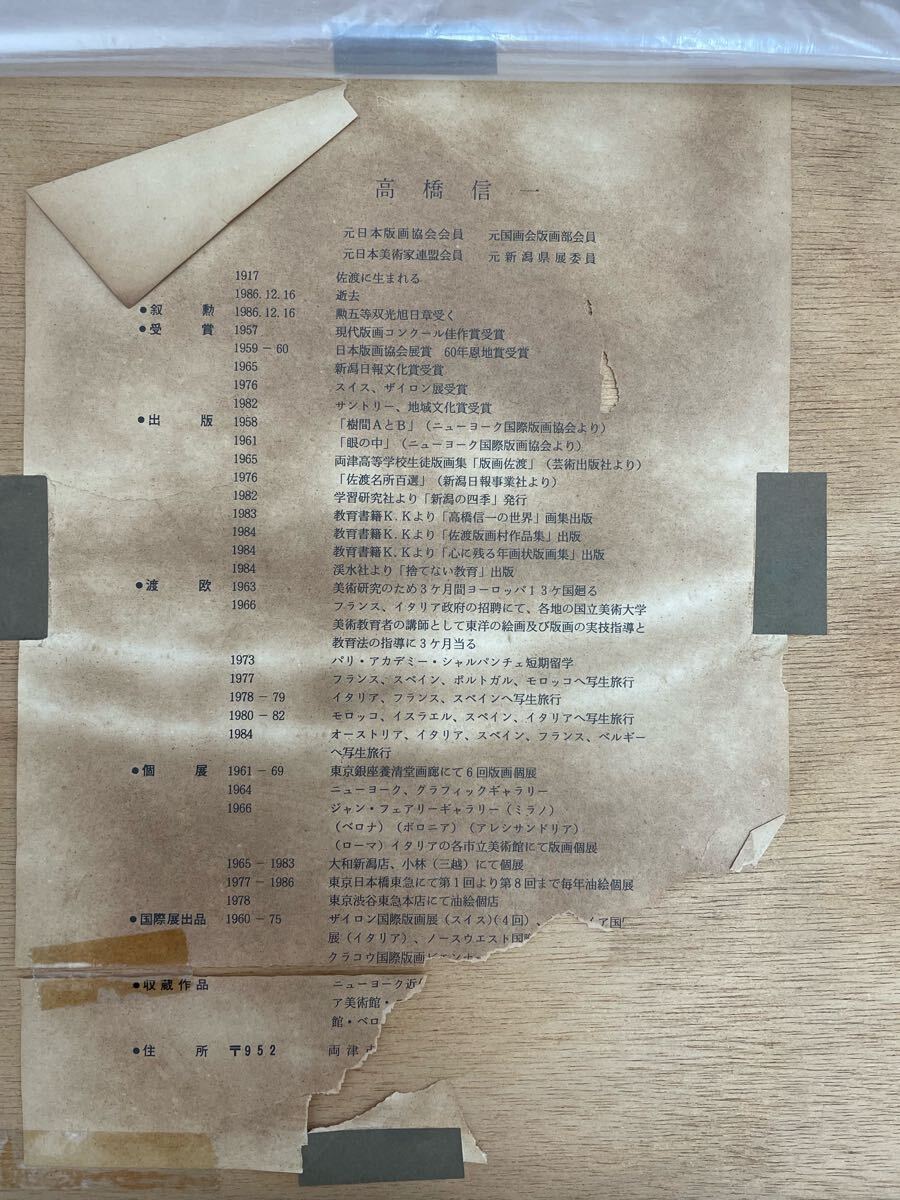 高橋信一
元日本版画協会会員　元国画会版画部会員
元日本美術家連盟会員　元新潟県展委員
1917　佐渡に生まれる
1986.12.16　逝去
●叙　勲　1986.12.16　勲五等双光旭日章受く
●受　賞　1957　現代版画コンクール佳作賞受賞
1959－60　日本版画協会展賞　60年恩地賞受賞
1965　新潟日報文化賞受賞
1976　スイス、ザイロン展受賞
1982　サントリー、地域文化賞受賞
●出　版　1958　「樹間AとB」（ニューヨーク国際版画協会より）
1961　「眼の中」（ニューヨーク国際版画協会より）
1965　両津高等学校生徒版画集「版画佐渡」（芸術出版社より）
1976　「佐渡名所百選」（新潟日報事業社より）
1982　学習研究社より「新潟の四季」発行
1983　教育書籍K.Kより「高橋信一の世界」画集出版
1984　教育書籍K.Kより「佐渡版画村作品集」出版
1984　教育書籍K.Kより「心に残る年画状版画集」出版
1984　渓水社より「捨てない教育」出版
●渡　欧　1963　美術研究のため3ケ月間ヨーロッパ13ケ国廻る
1966　フランス、イタリア政府の招聘にて、各地の国立美術大学
美術教育者の講師として東洋の絵画及び版画の実技指導と
教育法の指導に3ケ月当る
1973　パリ・アカデミー・シャルパンチェ短期留学
1977　フランス、スペイン、ポルトガル、モロッコへ写生旅行
1978－79　イタリア、フランス、スペインへ写生旅行
1980－82　モロッコ、イスラエル、スペイン、イタリアへ写生旅行
1984　オーストリア、イタリア、スペイン、フランス、ベルギー
へ写生旅行
●個　展　1961－69　東京銀座養清堂画廊にて6回版画個展
1964　ニューヨーク、グラフィックギャラリー
1966　ジャン・フェアリーギャラリー（ミラノ）
（ベロナ）（ボロニア）（アレシサンドリア）
（ローマ）イタリアの各市立美術館にて版画個展
1965－1983　大和新潟店、小林（三越）にて個展
1977－1986　東京日本橋東急にて第1回より第8回まで毎年油絵個展
1978　東京渋谷東急本店にて油絵個店
●国際展出品　1960－75　ザイロン国際版画展（スイス）（4回）、
展（イタリア）、ノースウエスト国際
クラコウ国際版画ビエンナ
●収蔵作品　ニューヨーク近
ア美術館・
館・ベロ
●住　所　〒952　両津